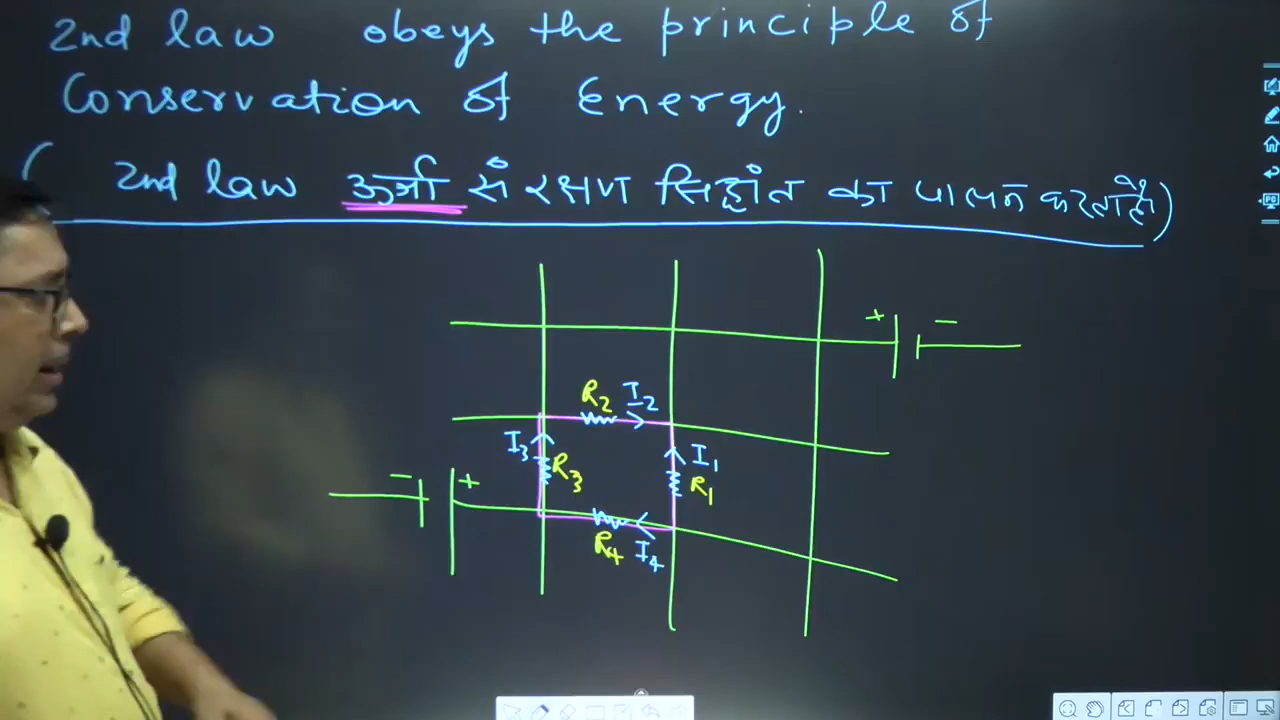 2nd law obeys the principle of
Conservation of Energy.
( 2nd law ऊर्जा संरक्षण सिद्धांत का पालन करता है)
+ -
R2 I2
I3 R3
I1
R1
- +
R4 I4